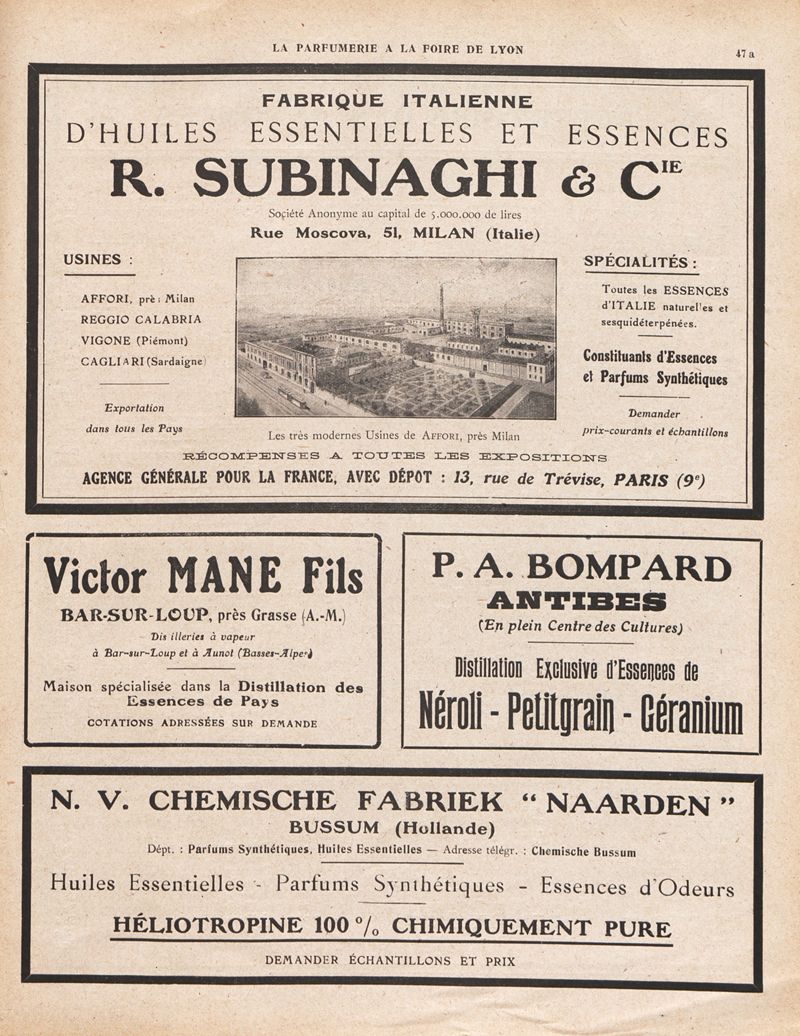 LA PARFUMERIE A LA FOIRE DE LYON
47 a
FABRIQUE ITALIENNE
D'HUILES ESSENTIELLES ET ESSENCES
R. SUBINAGHI & CIE
Soçiété Anonyme au capital de 5.000.000 de lires
Rue Moscova, 51, MILAN (Italie)
USINES :
AFFORI, prè: Milan
REGGIO CALABRIA
VIGONE (Piémont)
CAGLIARI (Sardaigne)
Exportation
dans tous les Pays
Les très modernes Usines de AFFORI, près Milan
SPÉCIALITÉS :
Toutes les ESSENCES
d'ITALIE naturelles et
sesquidéterpénées.
Constituants d'Essences
et Parfums Synthétiques
Demander
prix-courants et échantillons
RÉCOMPENSES A TOUTES LES EXPOSITIONS
AGENCE GÉNÉRALE POUR LA FRANCE, AVEC DÉPOT : 13, rue de Trévise, PARIS (9e)
Victor MANE Fils
BAR-SUR-LOUP, près Grasse (A.-M.)
Dis illeries à vapeur
à Bar-sur-Loup et à Aunot (Basses-Alpes)
Maison spécialisée dans la Distillation des
Essences de Pays
COTATIONS ADRESSÉES SUR DEMANDE
P. A. BOMPARD
ANTIBES
(En plein Centre des Cultures)
Distillation Exclusive d'Essences de
Néroli - Petitgrain - Géranium
N. V. CHEMISCHE FABRIEK “ NAARDEN ”
BUSSUM (Hollande)
Dépt. : Parfums Synthétiques, Huiles Essentielles — Adresse télégr. : Chemische Bussum
Huiles Essentielles - Parfums Synthétiques - Essences d'Odeurs
HÉLIOTROPINE 100 % CHIMIQUEMENT PURE
DEMANDER ÉCHANTILLONS ET PRIX